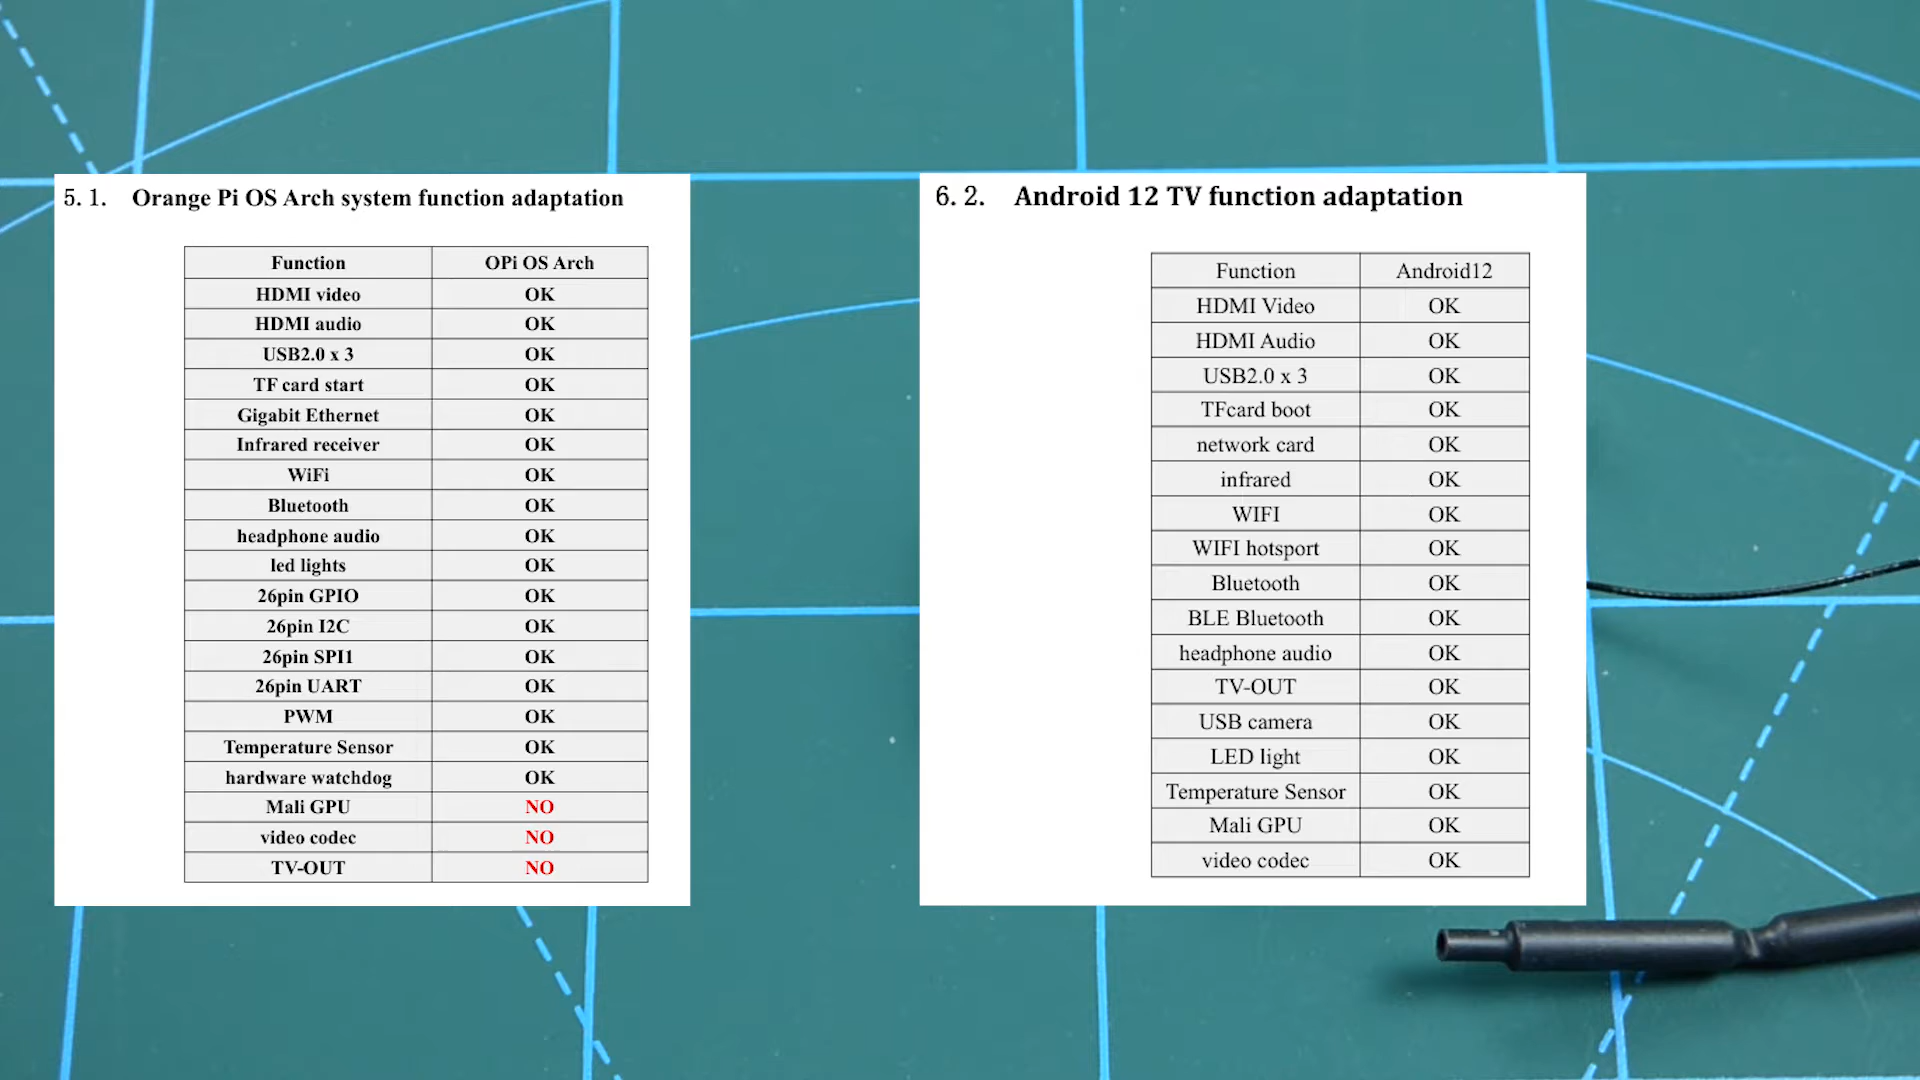 5. 1. Orange Pi OS Arch system function adaptation
Function OPi OS Arch
HDMI video OK
HDMI audio OK
USB2.0 x 3 OK
TF card start OK
Gigabit Ethernet OK
Infrared receiver OK
WiFi OK
Bluetooth OK
headphone audio OK
led lights OK
26pin GPIO OK
26pin I2C OK
26pin SPI1 OK
26pin UART OK
PWM OK
Temperature Sensor OK
hardware watchdog OK
Mali GPU NO
video codec NO
TV-OUT NO
6. 2. Android 12 TV function adaptation
Function Android12
HDMI Video OK
HDMI Audio OK
USB2.0 x 3 OK
TFcard boot OK
network card OK
infrared OK
WIFI OK
WIFI hotsport OK
Bluetooth OK
BLE Bluetooth OK
headphone audio OK
TV-OUT OK
USB camera OK
LED light OK
Temperature Sensor OK
Mali GPU OK
video codec OK